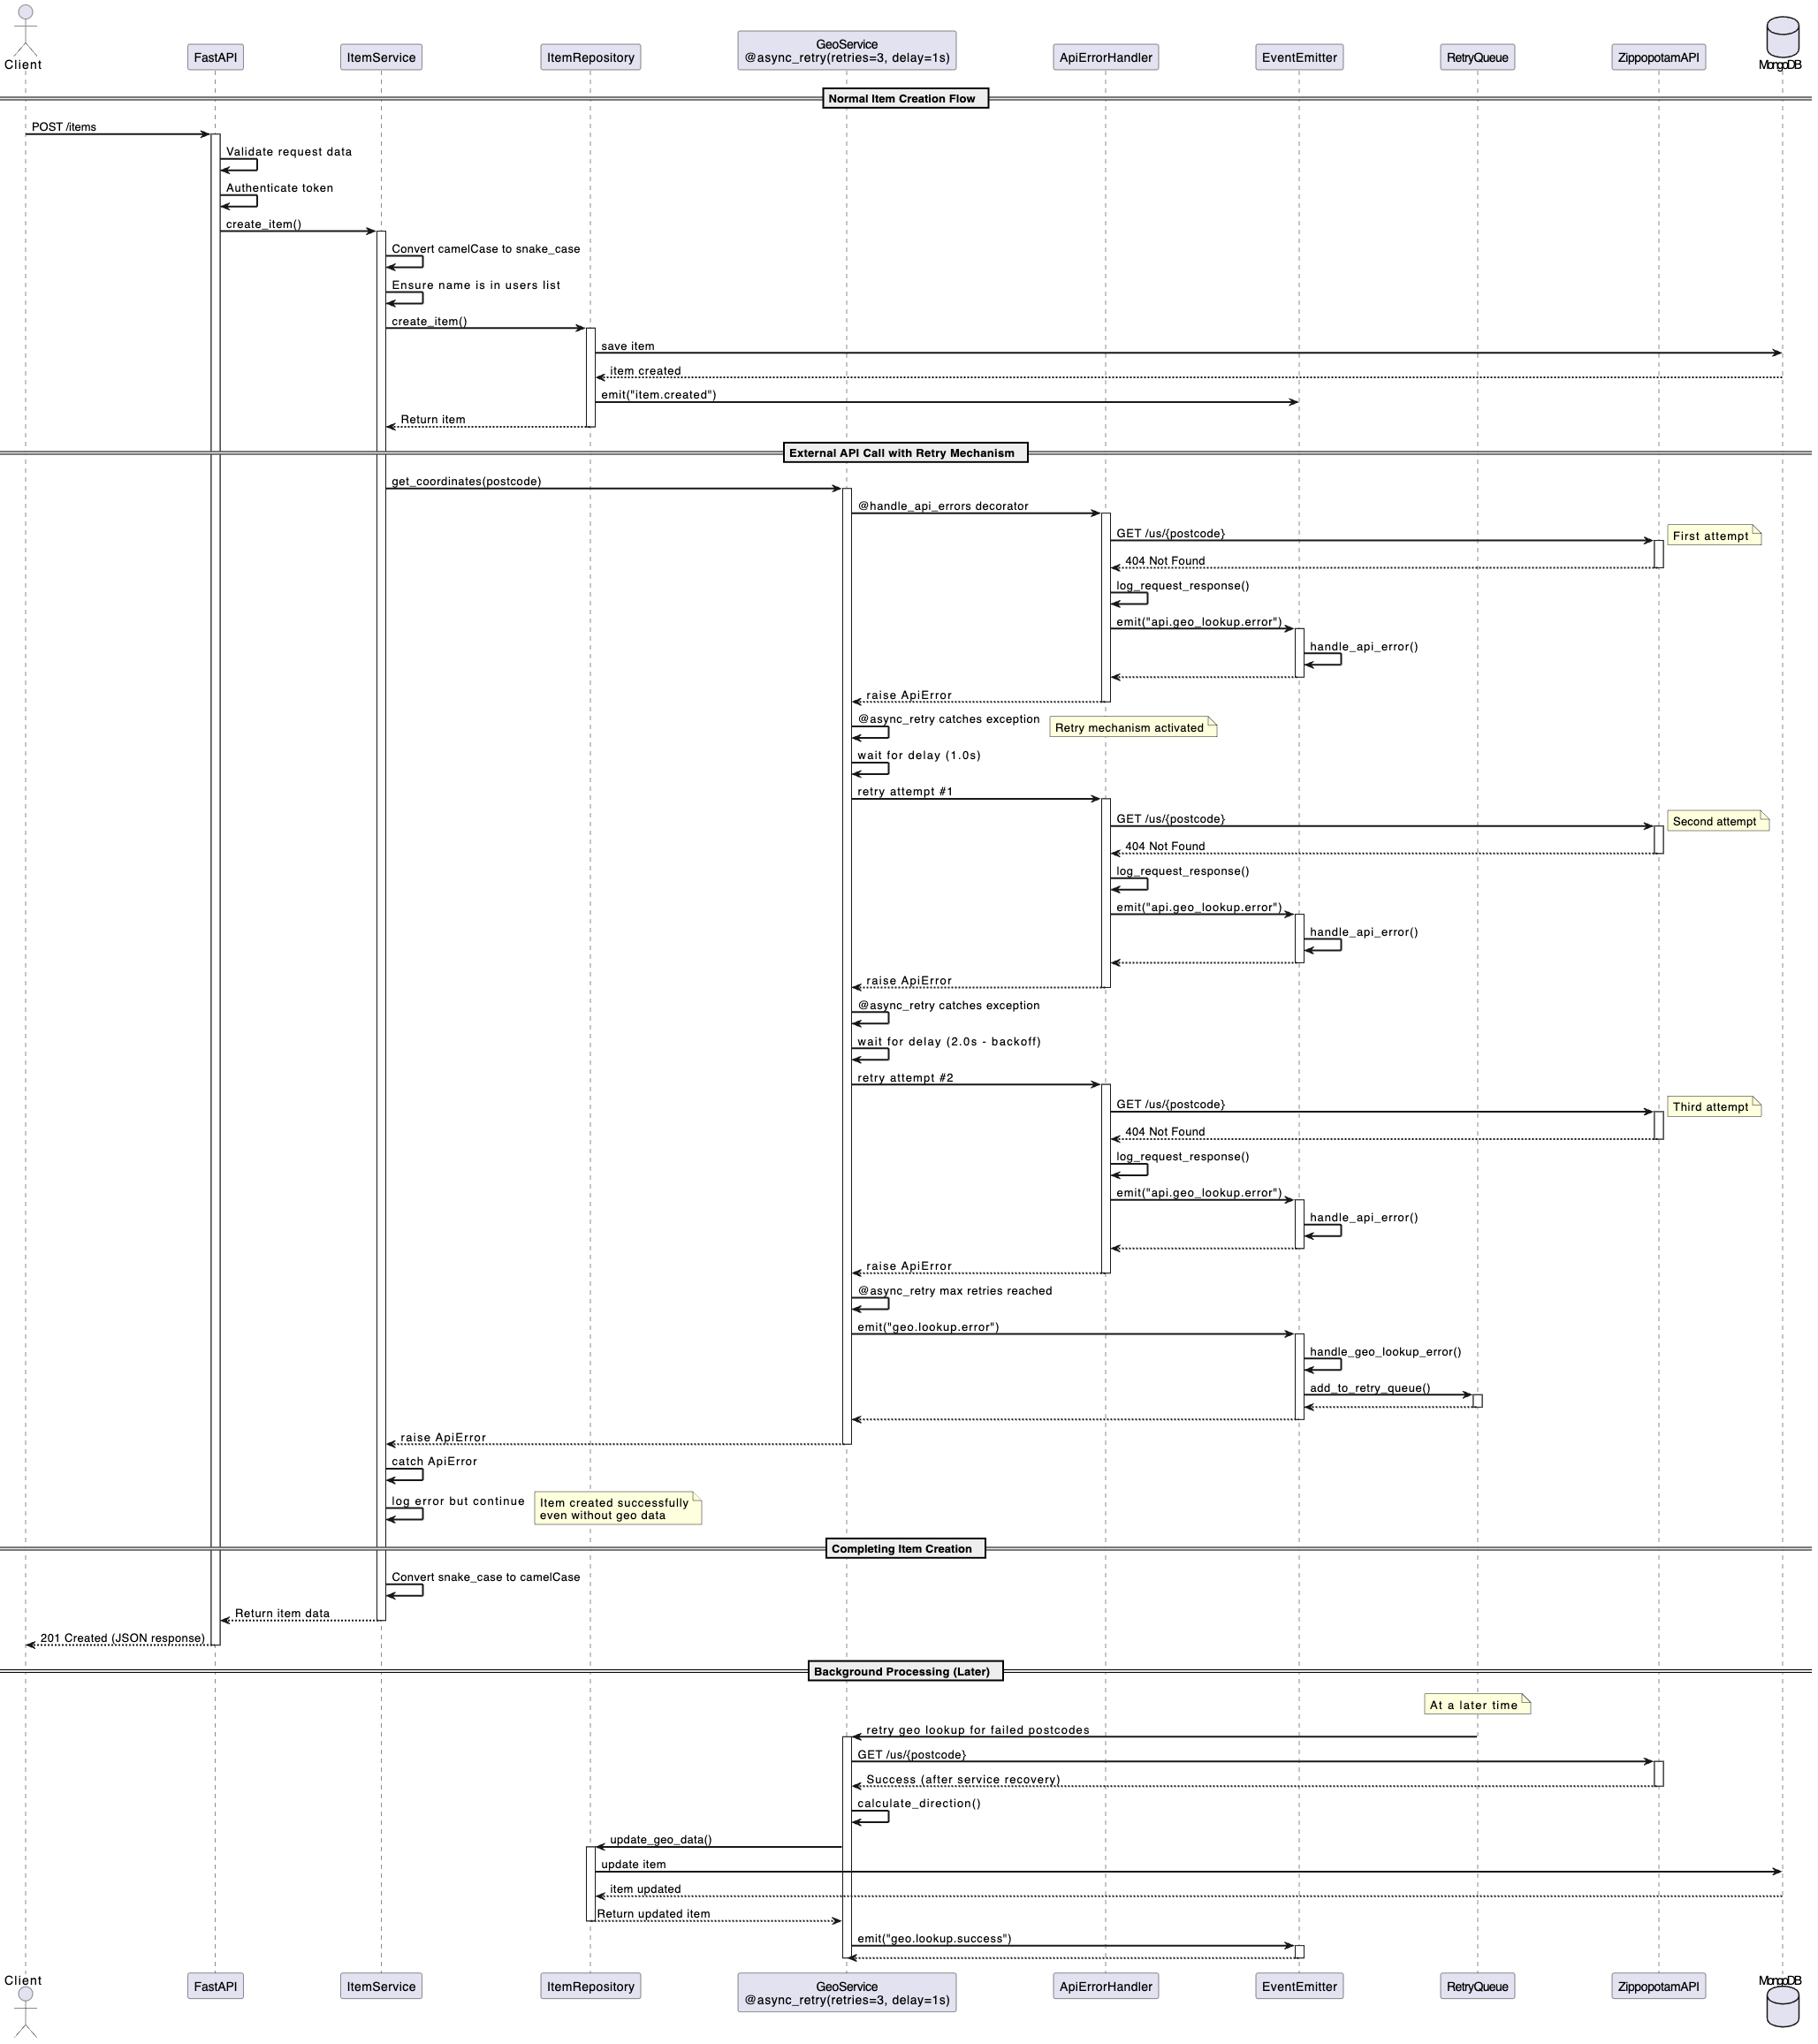 Client
FastAPI
ItemService
ItemRepository
GeoService
@async_retry(retries=3, delay=1s)
ApiErrorHandler
EventEmitter
RetryQueue
ZippopotamAPI
MongoDB
Normal Item Creation Flow
POST /items
Validate request data
Authenticate token
create_item()
Convert camelCase to snake_case
Ensure name is in users list
create_item()
save item
item created
emit("item.created")
Return item
External API Call with Retry Mechanism
get_coordinates(postcode)
@handle_api_errors decorator
GET /us/{postcode}
First attempt
404 Not Found
log_request_response()
emit("api.geo_lookup.error")
handle_api_error()
raise ApiError
@async_retry catches exception
Retry mechanism activated
wait for delay (1.0s)
retry attempt #1
GET /us/{postcode}
Second attempt
404 Not Found
log_request_response()
emit("api.geo_lookup.error")
handle_api_error()
raise ApiError
@async_retry catches exception
wait for delay (2.0s - backoff)
retry attempt #2
GET /us/{postcode}
Third attempt
404 Not Found
log_request_response()
emit("api.geo_lookup.error")
handle_api_error()
raise ApiError
@async_retry max retries reached
emit("geo.lookup.error")
handle_geo_lookup_error()
add_to_retry_queue()
raise ApiError
catch ApiError
log error but continue
Item created successfully
even without geo data
Completing Item Creation
Convert snake_case to camelCase
Return item data
201 Created (JSON response)
Background Processing (Later)
At a later time
retry geo lookup for failed postcodes
GET /us/{postcode}
Success (after service recovery)
calculate_direction()
update_geo_data()
update item
item updated
Return updated item
emit("geo.lookup.success")
Client
FastAPI
ItemService
ItemRepository
GeoService
@async_retry(retries=3, delay=1s)
ApiErrorHandler
EventEmitter
RetryQueue
ZippopotamAPI
MongoDB